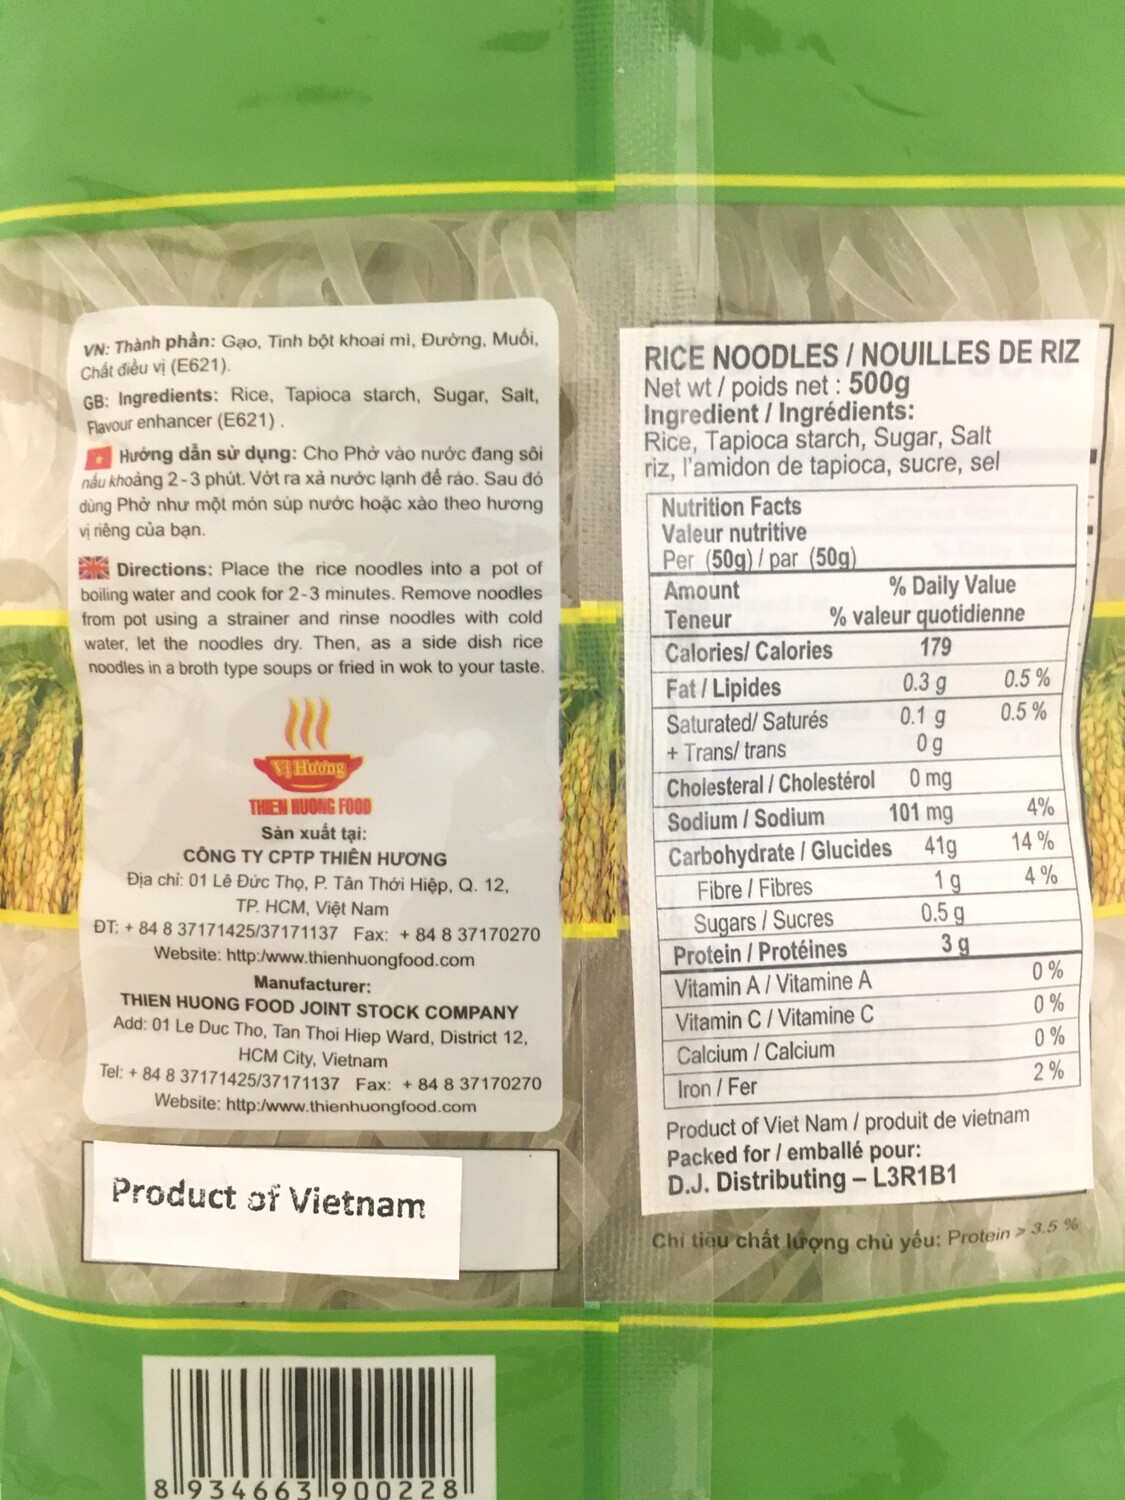 VN: Thành phần: Gạo, Tinh bột khoai mì, Đường, Muối,
Chất điều vị (E621).
GB: Ingredients: Rice, Tapioca starch, Sugar, Salt,
Flavour enhancer (E621) .
Hướng dẫn sử dụng: Cho Phở vào nước đang sôi
nấu khoảng 2-3 phút. Vớt ra xả nước lạnh để ráo. Sau đó
dùng Phở như một món súp nước hoặc xào theo hương
vị riêng của bạn.
Directions: Place the rice noodles into a pot of
boiling water and cook for 2-3 minutes. Remove noodles
from pot using a strainer and rinse noodles with cold
water, let the noodles dry. Then, as a side dish rice
noodles in a broth type soups or fried in wok to your taste.
Vị Hương
THIEN HUONG FOOD
Sản xuất tại:
CÔNG TY CPTP THIÊN HƯƠNG
Địa chỉ: 01 Lê Đức Thọ, P. Tân Thới Hiệp, Q. 12,
TP. HCM, Việt Nam
ĐT: + 84 8 37171425/37171137 Fax: + 84 8 37170270
Website: http:/www.thienhuongfood.com
Manufacturer:
THIEN HUONG FOOD JOINT STOCK COMPANY
Add: 01 Le Duc Tho, Tan Thoi Hiep Ward, District 12,
HCM City, Vietnam
Tel: + 84 8 37171425/37171137 Fax: + 84 8 37170270
Website: http:/www.thienhuongfood.com
Product of Vietnam
8 934663 900228
RICE NOODLES / NOUILLES DE RIZ
Net wt / poids net : 500g
Ingredient / Ingrédients:
Rice, Tapioca starch, Sugar, Salt
riz, l'amidon de tapioca, sucre, sel
Nutrition Facts
Valeur nutritive
Per (50g) / par (50g)
Amount % Daily Value
Teneur % valeur quotidienne
Calories/ Calories 179
Fat / Lipides 0.3 g 0.5 %
Saturated/ Saturés 0.1 g 0.5 %
+ Trans/ trans 0 g
Cholesteral / Cholestérol 0 mg
Sodium / Sodium 101 mg 4%
Carbohydrate / Glucides 41g 14 %
Fibre / Fibres 1 g 4 %
Sugars / Sucres 0.5 g
Protein / Protéines 3 g
Vitamin A / Vitamine A 0 %
Vitamin C / Vitamine C 0 %
Calcium / Calcium 0 %
Iron / Fer 2 %
Product of Viet Nam / produit de vietnam
Packed for / emballé pour:
D.J. Distributing – L3R1B1
Chỉ tiêu chất lượng chủ yếu: Protein > 3.5 %